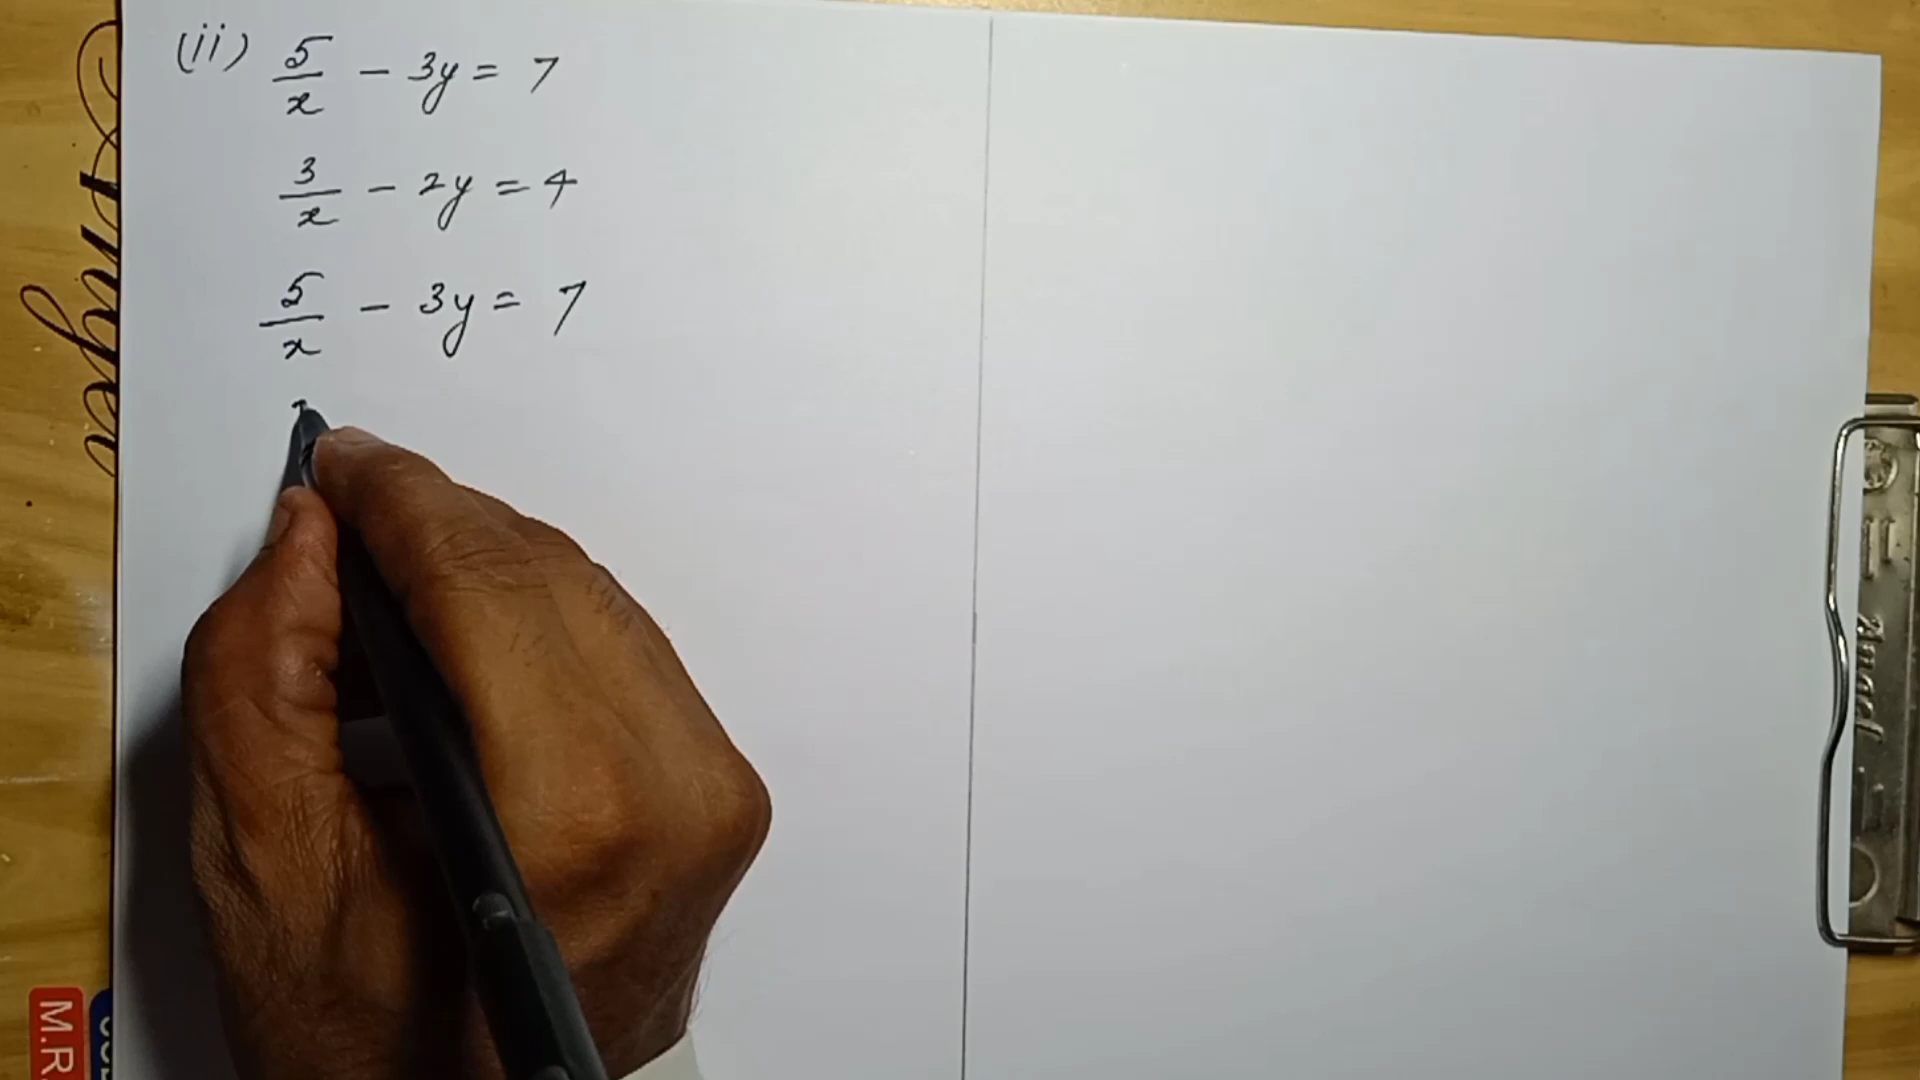 (ii) 5/x - 3y = 7
3/x - 2y = 4
5/x - 3y = 7
M.R.